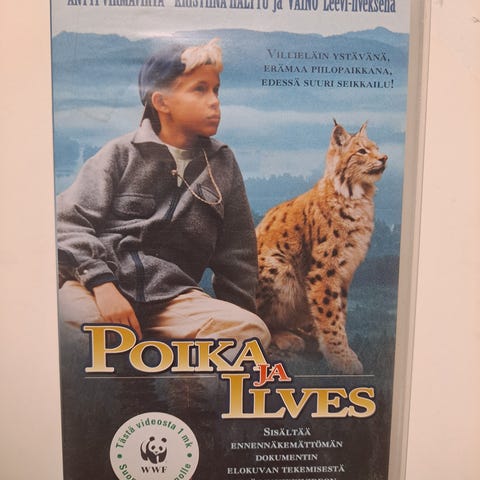 ANTTI VIRMAVIRTA KRISTIINA HALTTU ja VÄINÖ Leevi-ilveksenä
VILLIELÄIN YSTÄVÄNÄ,
ERÄMAA PIILOPAIKKANA,
EDESSÄ SUURI SEIKKAILU!
POIKA
JA
ILVES
Tästä videosta 1 mk
WWF
SISÄLTÄÄ
ENNENNÄKEMÄTTÖMÄN
DOKUMENTIN
ELOKUVAN TEKEMISESTÄ